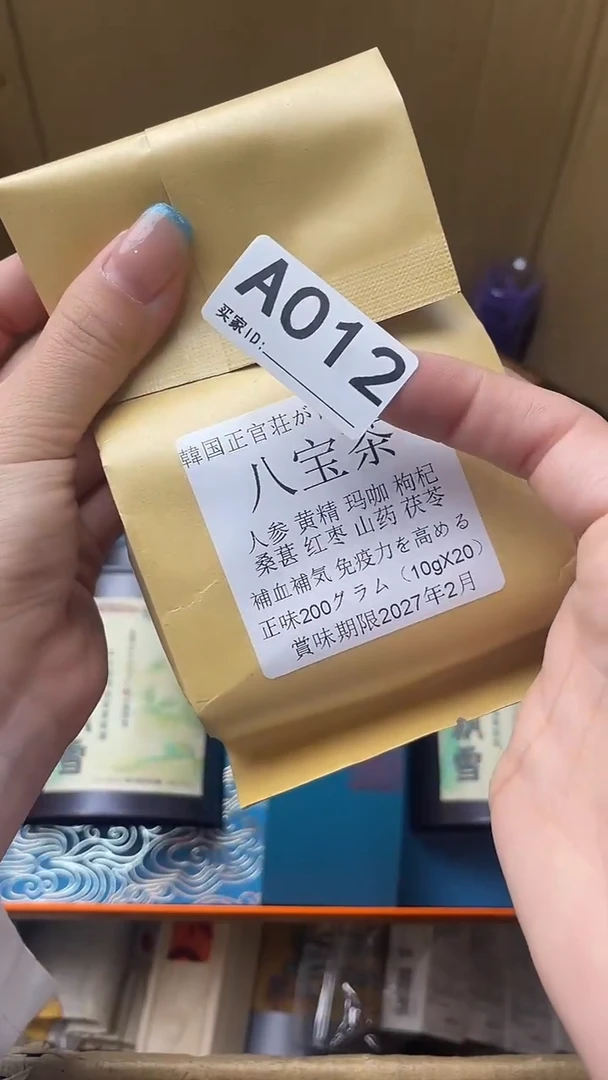 A012
买家ID:
韓国正官荘が
八宝茶
人参 黄精 玛咖 枸杞
桑葚 红枣 山药 茯苓
補血補気 免疫力を高める
正味200グラム（10gX20）
賞味期限2027年2月